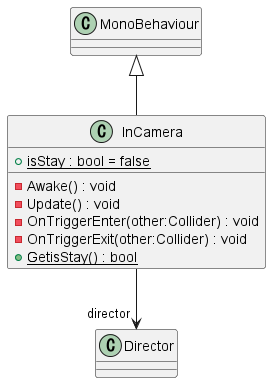 C MonoBehaviour
C InCamera
isStay : bool = false
Awake() : void
Update() : void
OnTriggerEnter(other:Collider) : void
OnTriggerExit(other:Collider) : void
GetisStay() : bool
director
C Director